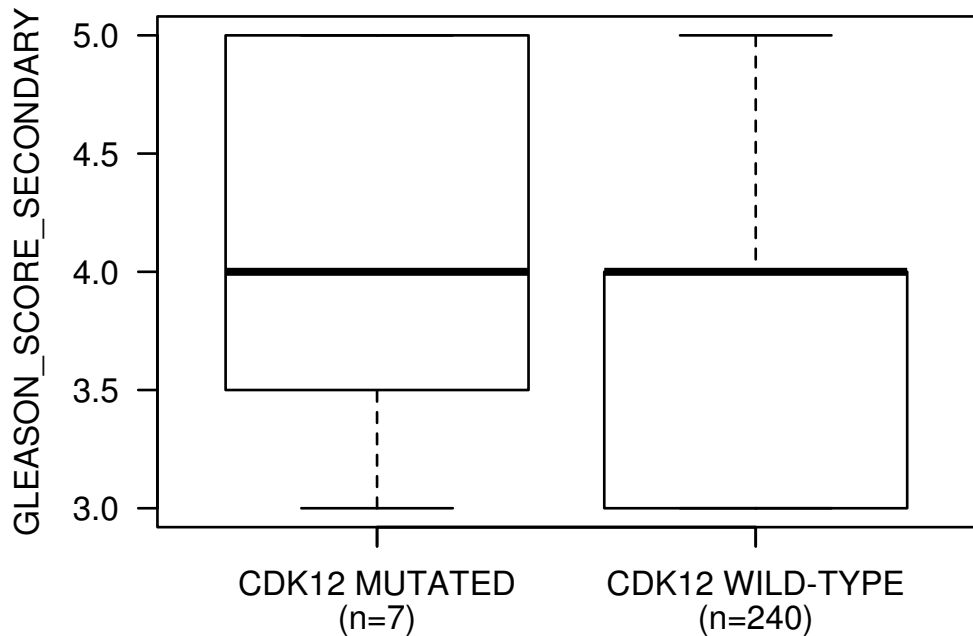 GLEASON_SCORE_SECONDARY
5.0
4.5
4.0
3.5
3.0
CDK12 MUTATED
(n=7)
CDK12 WILD-TYPE
(n=240)